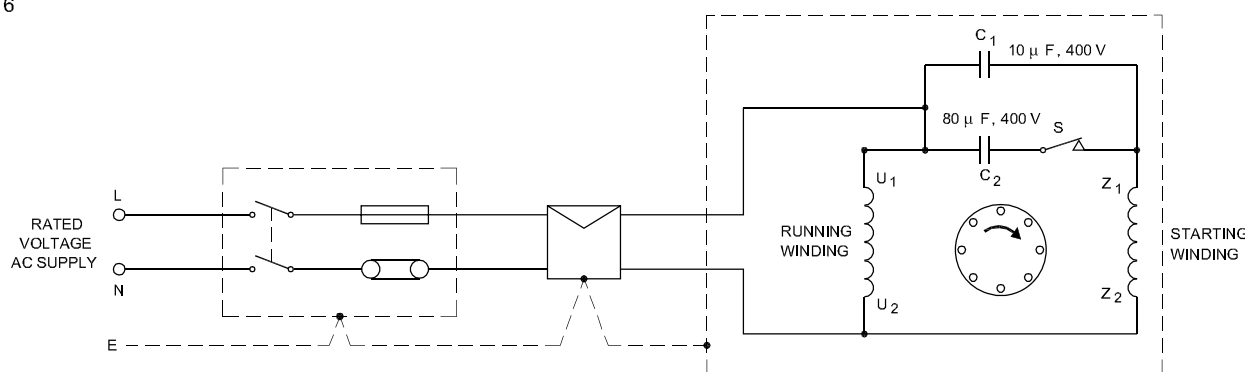 6
C1
10 μ F, 400 V
80 μ F, 400 V
S
C2
L
U1
Z1
RATED
VOLTAGE
AC SUPPLY
RUNNING
WINDING
STARTING
WINDING
N
U2
Z2
E